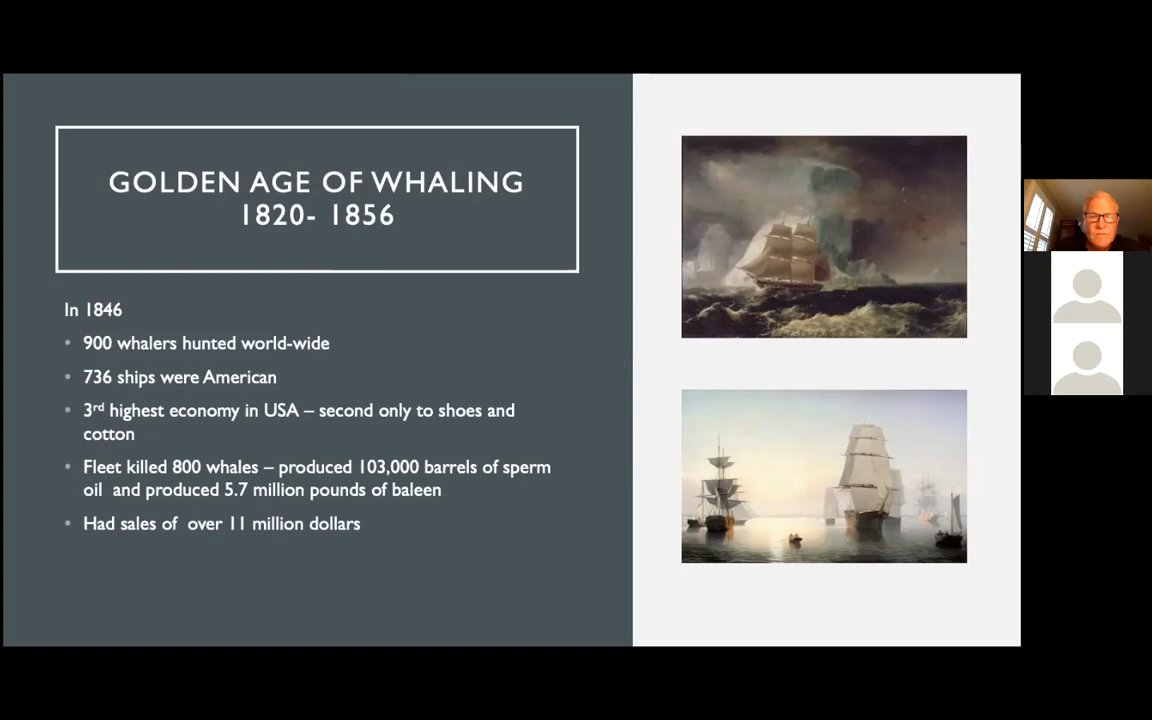 GOLDEN AGE OF WHALING
1820- 1856
In 1846
• 900 whalers hunted world-wide
• 736 ships were American
• 3rd highest economy in USA – second only to shoes and
cotton
• Fleet killed 800 whales – produced 103,000 barrels of sperm
oil  and produced 5.7 million pounds of baleen
• Had sales of  over 11 million dollars